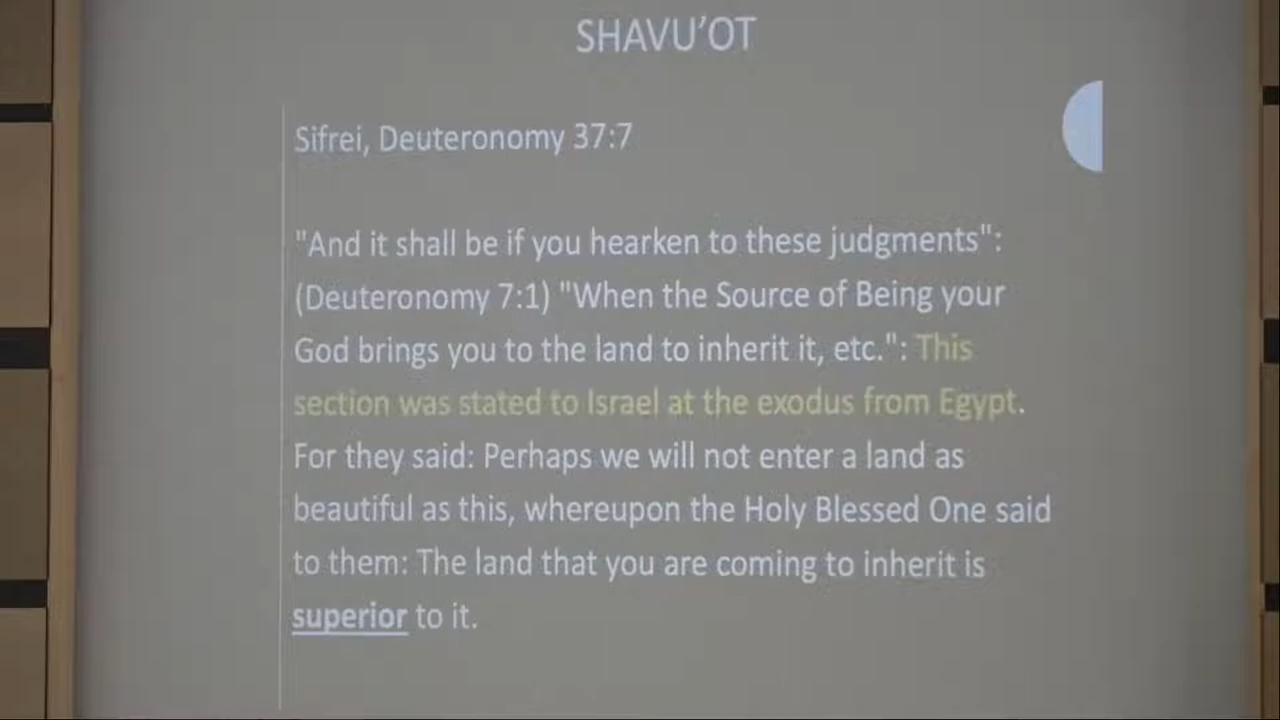 SHAVU'OT
Sifrei, Deuteronomy 37:7
"And it shall be if you hearken to these judgments":
(Deuteronomy 7:1) "When the Source of Being your
God brings you to the land to inherit it, etc.": This
section was stated to Israel at the exodus from Egypt.
For they said: Perhaps we will not enter a land as
beautiful as this, whereupon the Holy Blessed One said
to them: The land that you are coming to inherit is
superior to it.